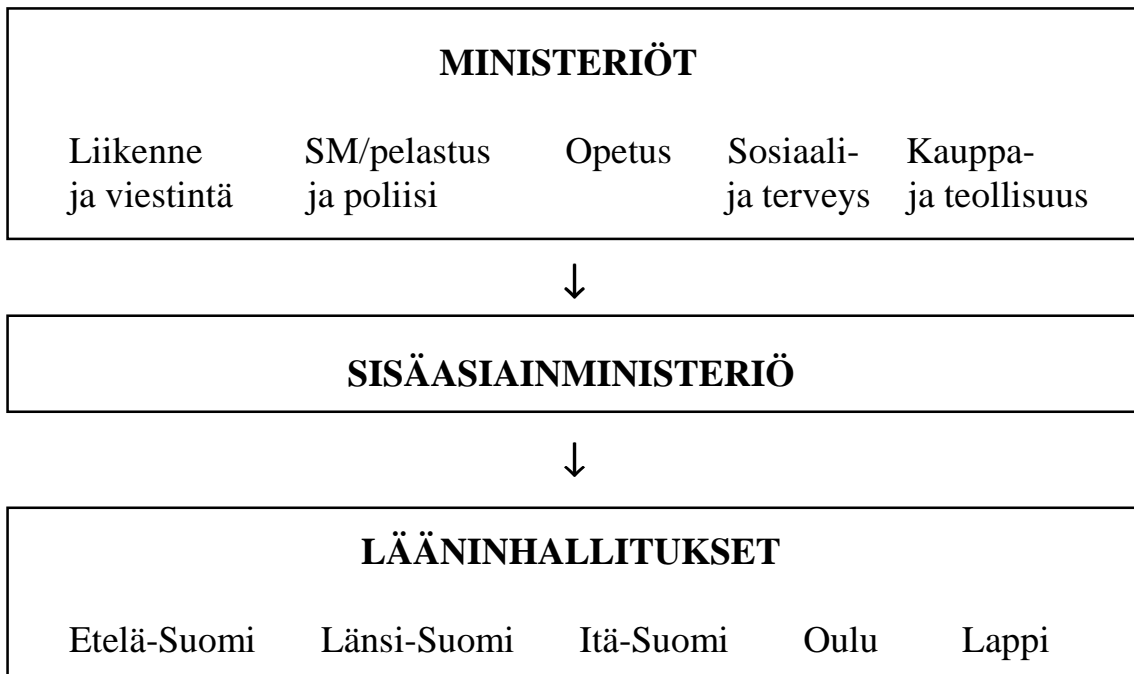 MINISTERIÖT
Liikenne SM/pelastus Opetus Sosiaali- Kauppa-
ja viestintä ja poliisi ja terveys ja teollisuus
↓
SISÄASIAINMINISTERIÖ
↓
LÄÄNINHALLITUKSET
Etelä-Suomi Länsi-Suomi Itä-Suomi Oulu Lappi